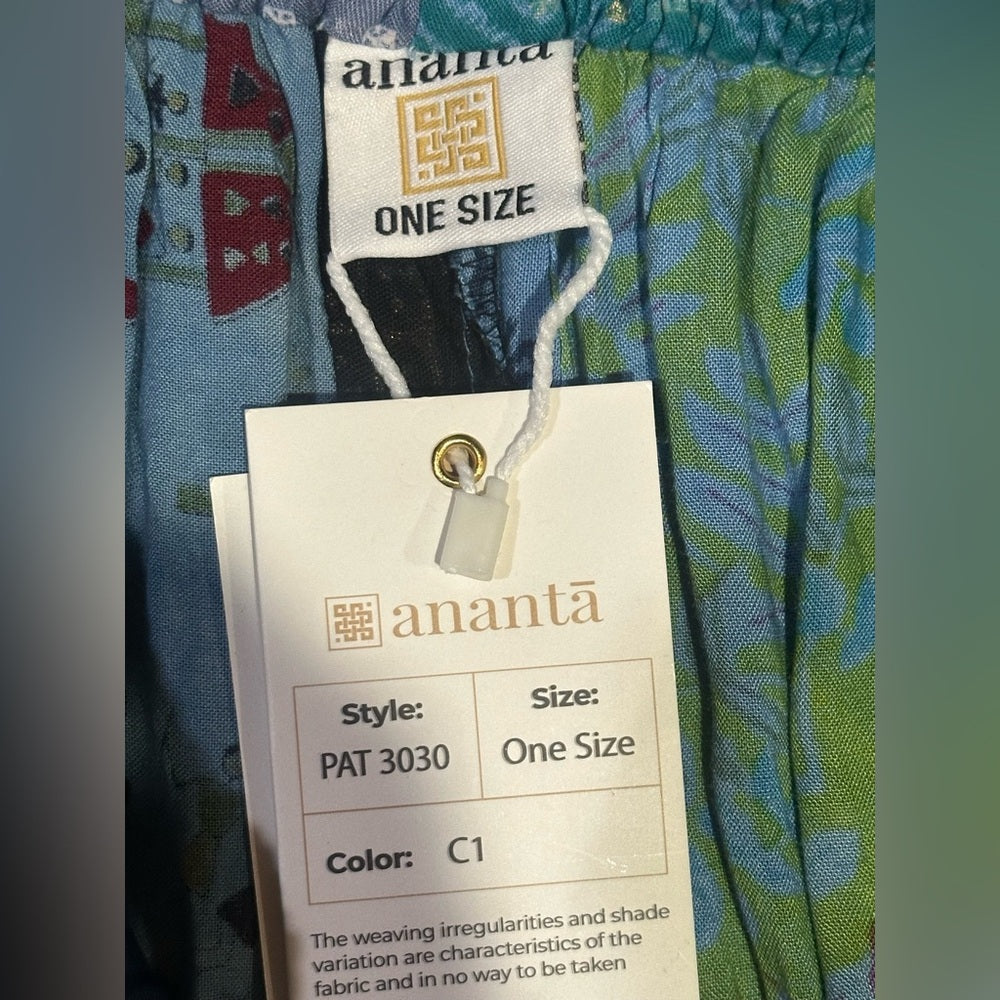 anantā
ONE SIZE
anantā
Style:
PAT 3030
Size:
One Size
Color: C1
The weaving irregularities and shade
variation are characteristics of the
fabric and in no way to be taken